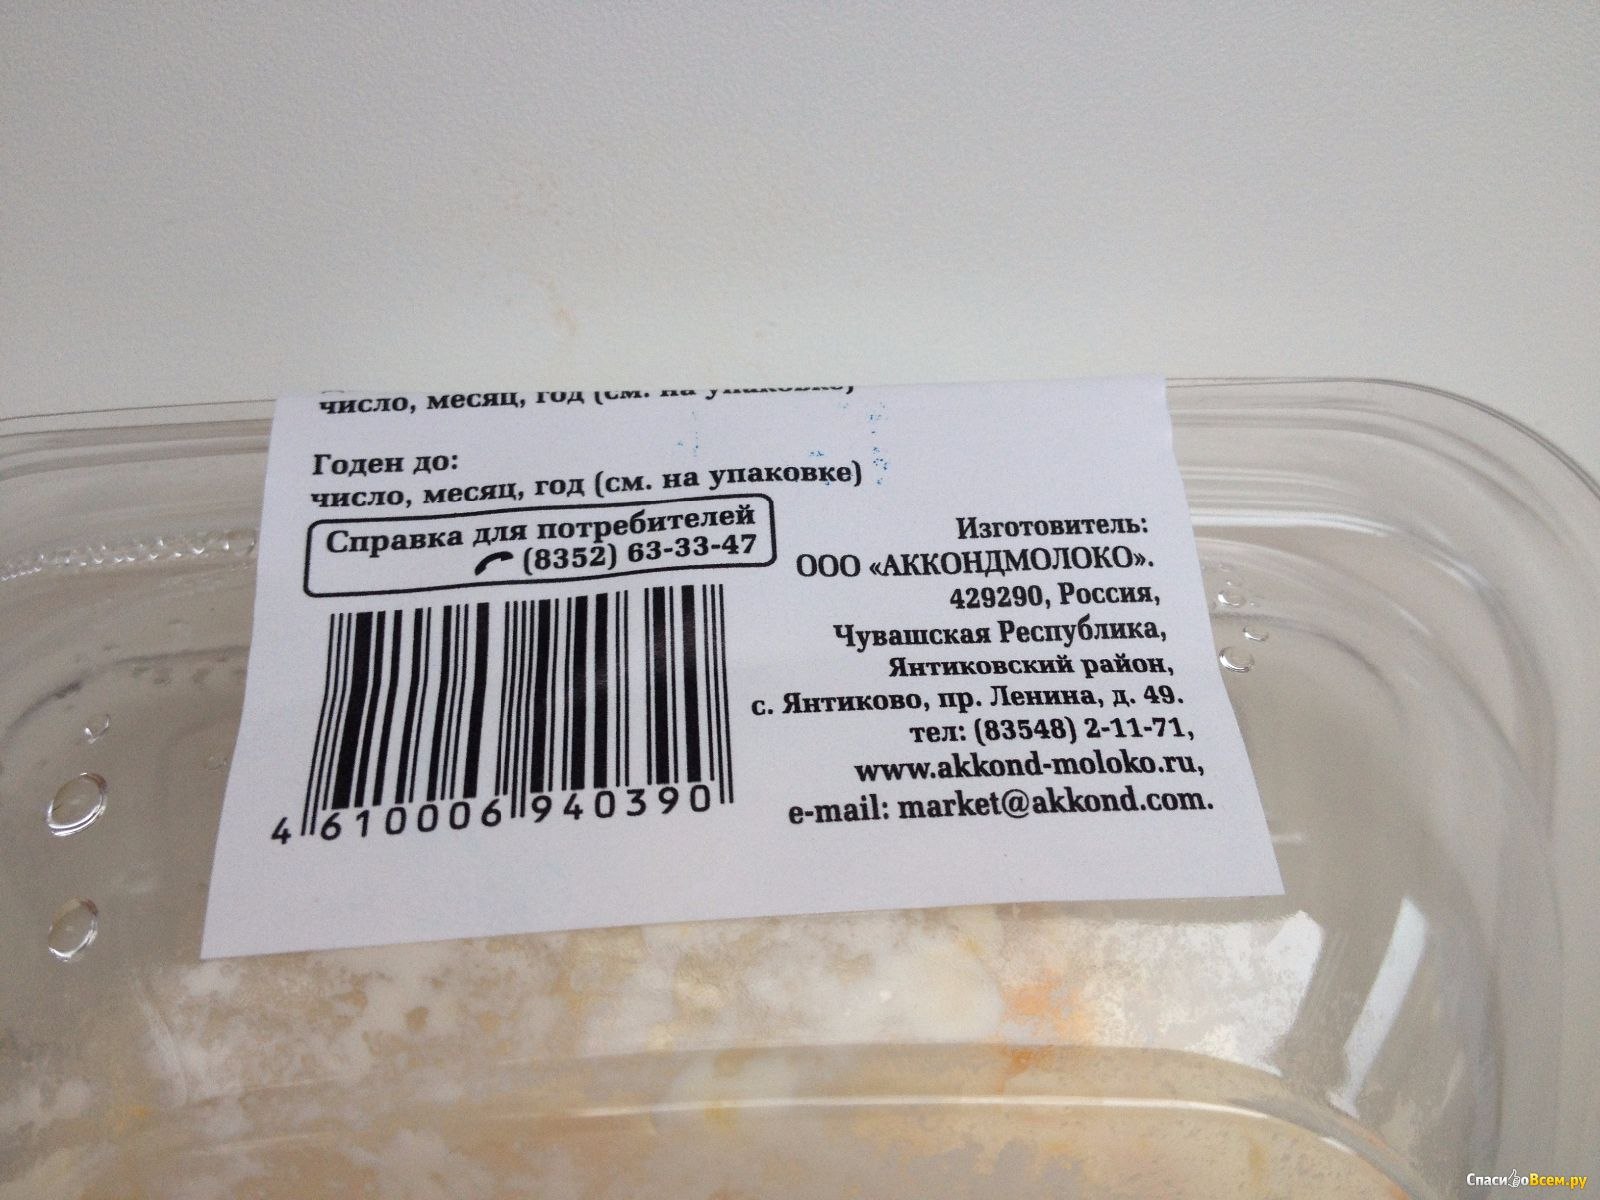 число, месяц, год (см. на упаковке)
Годен до:
число, месяц, год (см. на упаковке)
Справка для потребителей
(8352) 63-33-47
4 610006 940390
Изготовитель:
ООО «АККОНДМОЛОКО».
429290, Россия,
Чувашская Республика,
Янтиковский район,
с. Янтиково, пр. Ленина, д. 49.
тел: (83548) 2-11-71,
www.akkond-moloko.ru,
e-mail: market@akkond.com.
СпасибоВсем.ру